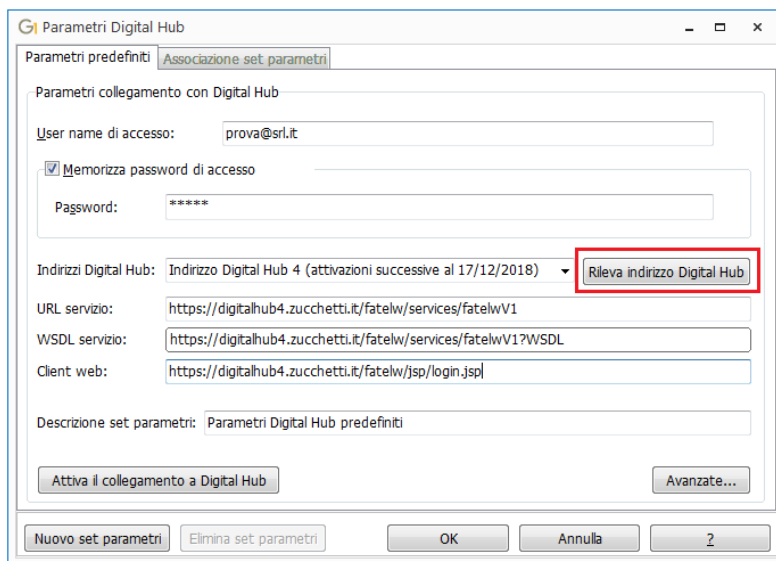 G1 Parametri Digital Hub
Parametri predefiniti Associazione set parametri
Parametri collegamento con Digital Hub
User name di accesso: prova@srl.it
Memorizza password di accesso
Password: *****
Indirizzi Digital Hub: Indirizzo Digital Hub 4 (attivazioni successive al 17/12/2018) Rileva indirizzo Digital Hub
URL servizio: https://digitalhub4.zucchetti.it/fatelw/services/fatelwV1
WSDL servizio: https://digitalhub4.zucchetti.it/fatelw/services/fatelwV1?WSDL
Client web: https://digitalhub4.zucchetti.it/fatelw/jsp/login.jsp
Descrizione set parametri: Parametri Digital Hub predefiniti
Attiva il collegamento a Digital Hub Avanzate...
Nuovo set parametri Elimina set parametri OK Annulla ?